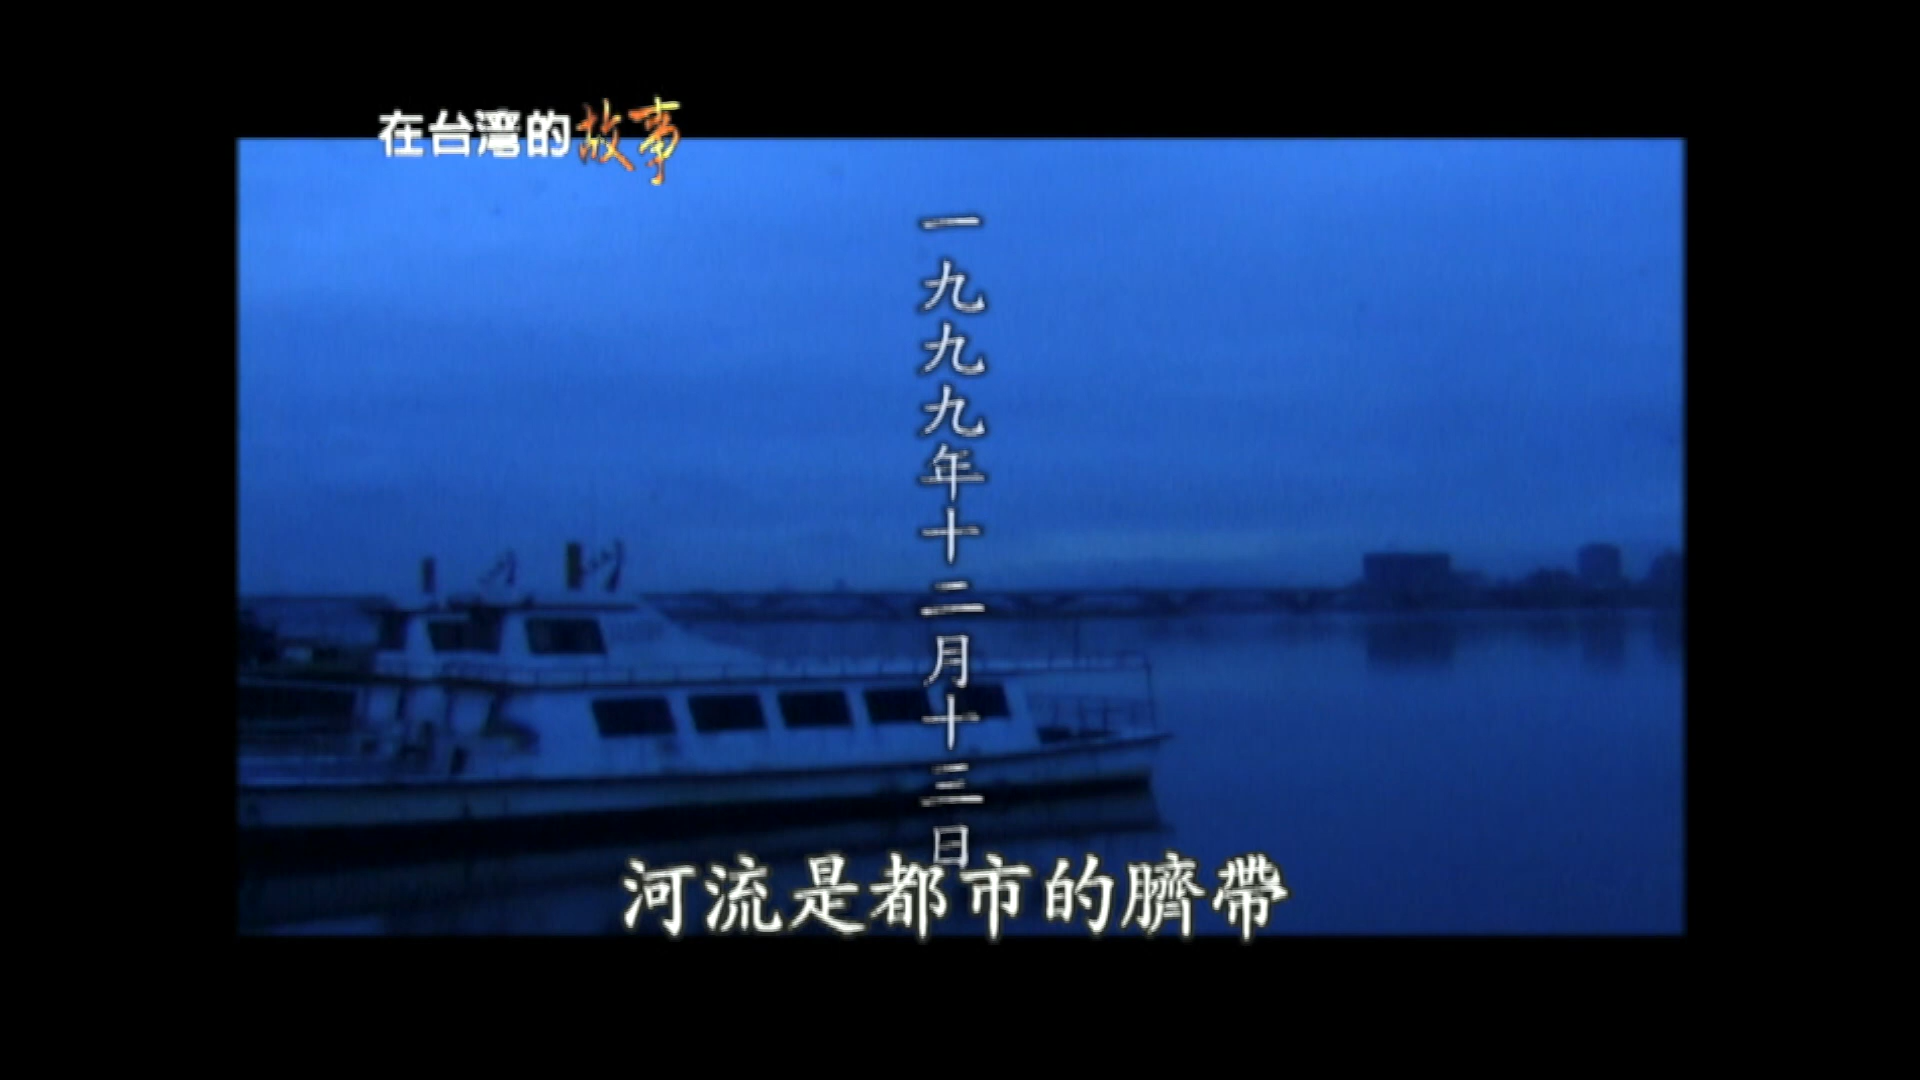 在台湾的故事
一九九九年十二月十三日
河流是都市的臍帶